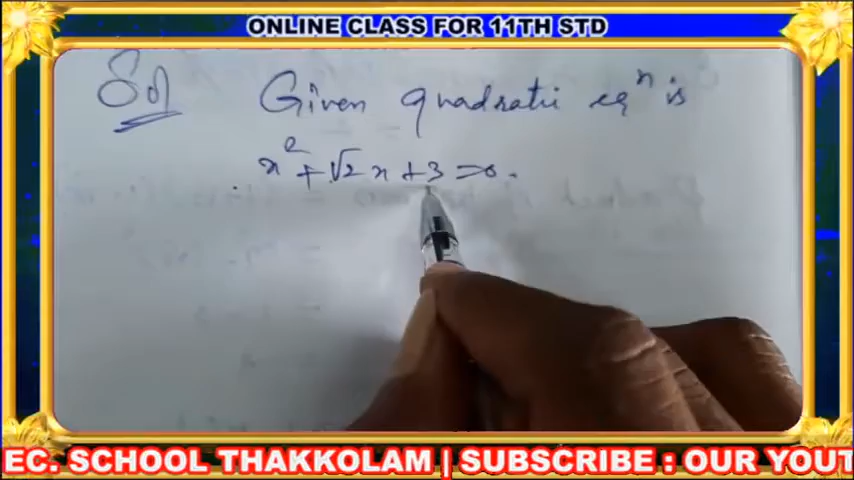 ONLINE CLASS FOR 11TH STD
Sol Given quadratic eqⁿ is
x² + √2 x + 3 = 0.
EC. SCHOOL THAKKOLAM | SUBSCRIBE : OUR YOUT